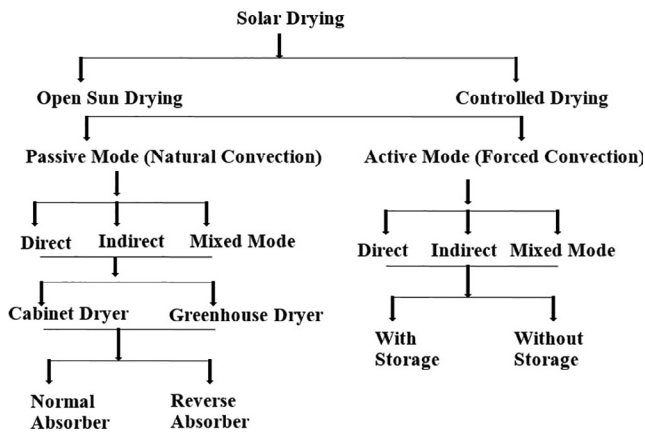 Solar Drying
Open Sun Drying
Controlled Drying
Passive Mode (Natural Convection)
Active Mode (Forced Convection)
Direct
Indirect
Mixed Mode
Direct
Indirect
Mixed Mode
Cabinet Dryer
Greenhouse Dryer
With
Storage
Without
Storage
Normal
Absorber
Reverse
Absorber